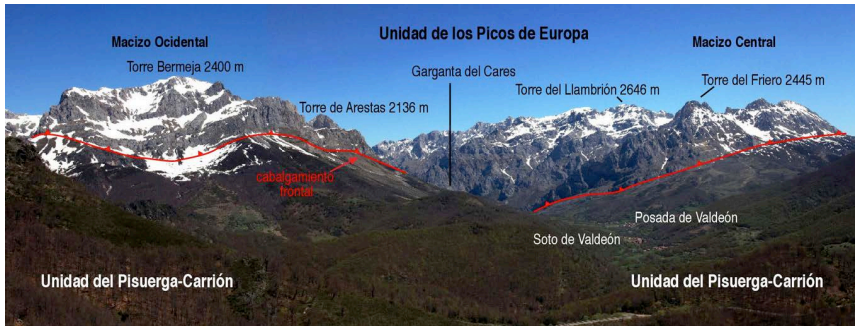 Unidad de los Picos de Europa
Macizo Ocidental
Macizo Central
Torre Bermeja 2400 m
Garganta del Cares
Torre del Friero 2445 m
Torre del Llambrión 2646 m
Torre de Arestas 2136 m
cabalgamiento
frontal
Posada de Valdeón
Soto de Valdeón
Unidad del Pisuerga-Carrión
Unidad del Pisuerga-Carrión